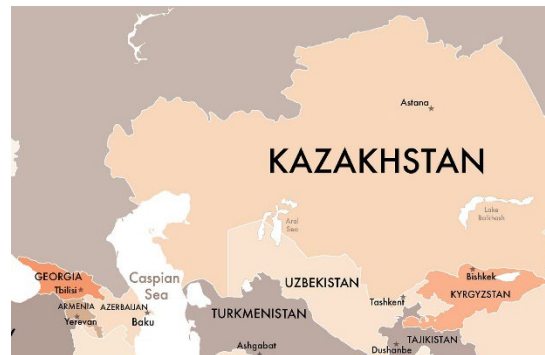 Astana
KAZAKHSTAN
Aral
Sea
Lake
Balkhash
GEORGIA
Tbilisi
Caspian
Sea
Bishkek
UZBEKISTAN
KYRGYZSTAN
ARMENIA
AZERBAIJAN
Tashkent
Yerevan
Baku
TURKMENISTAN
TAJIKISTAN
Ashgabat
Dushanbe
Y